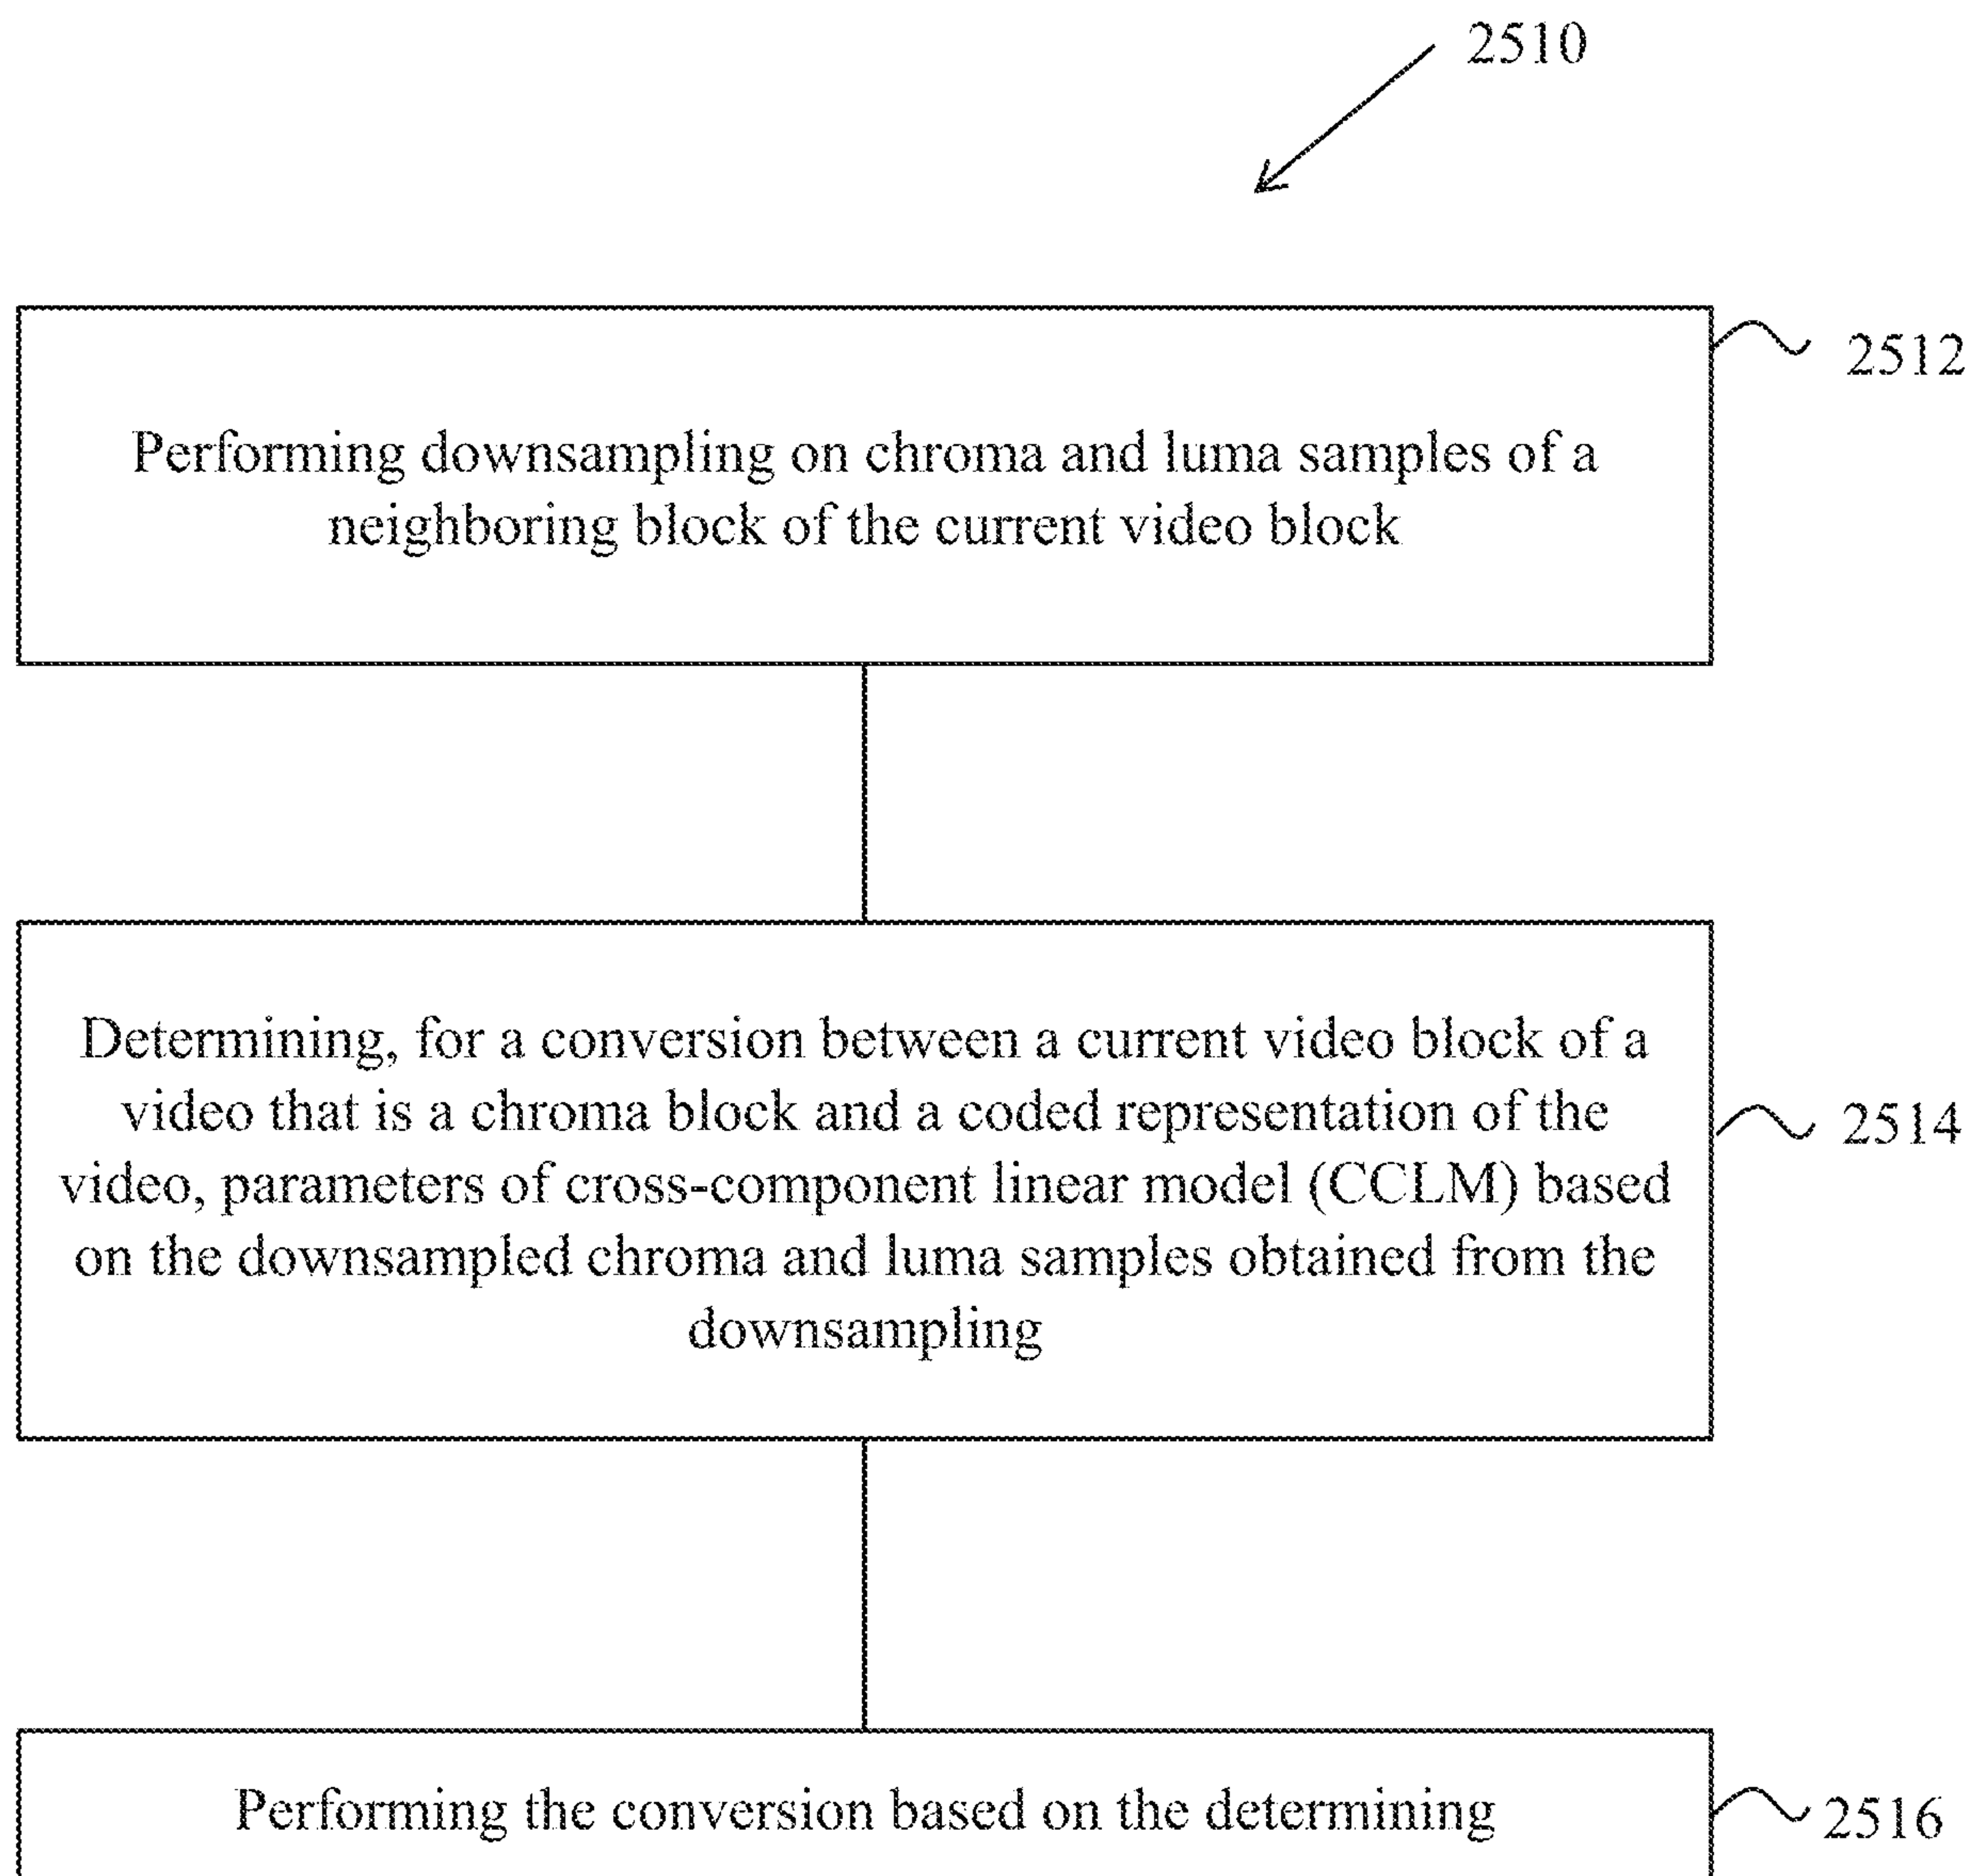 2510
2512
Performing downsampling on chroma and luma samples of a
neighboring block of the current video block
Determining, for a conversion between a current video block of a
video that is a chroma block and a coded representation of the
video, parameters of cross-component linear model (CCLM) based
on the downsampled chroma and luma samples obtained from the
downsampling
2514
Performing the conversion based on the determining
2516